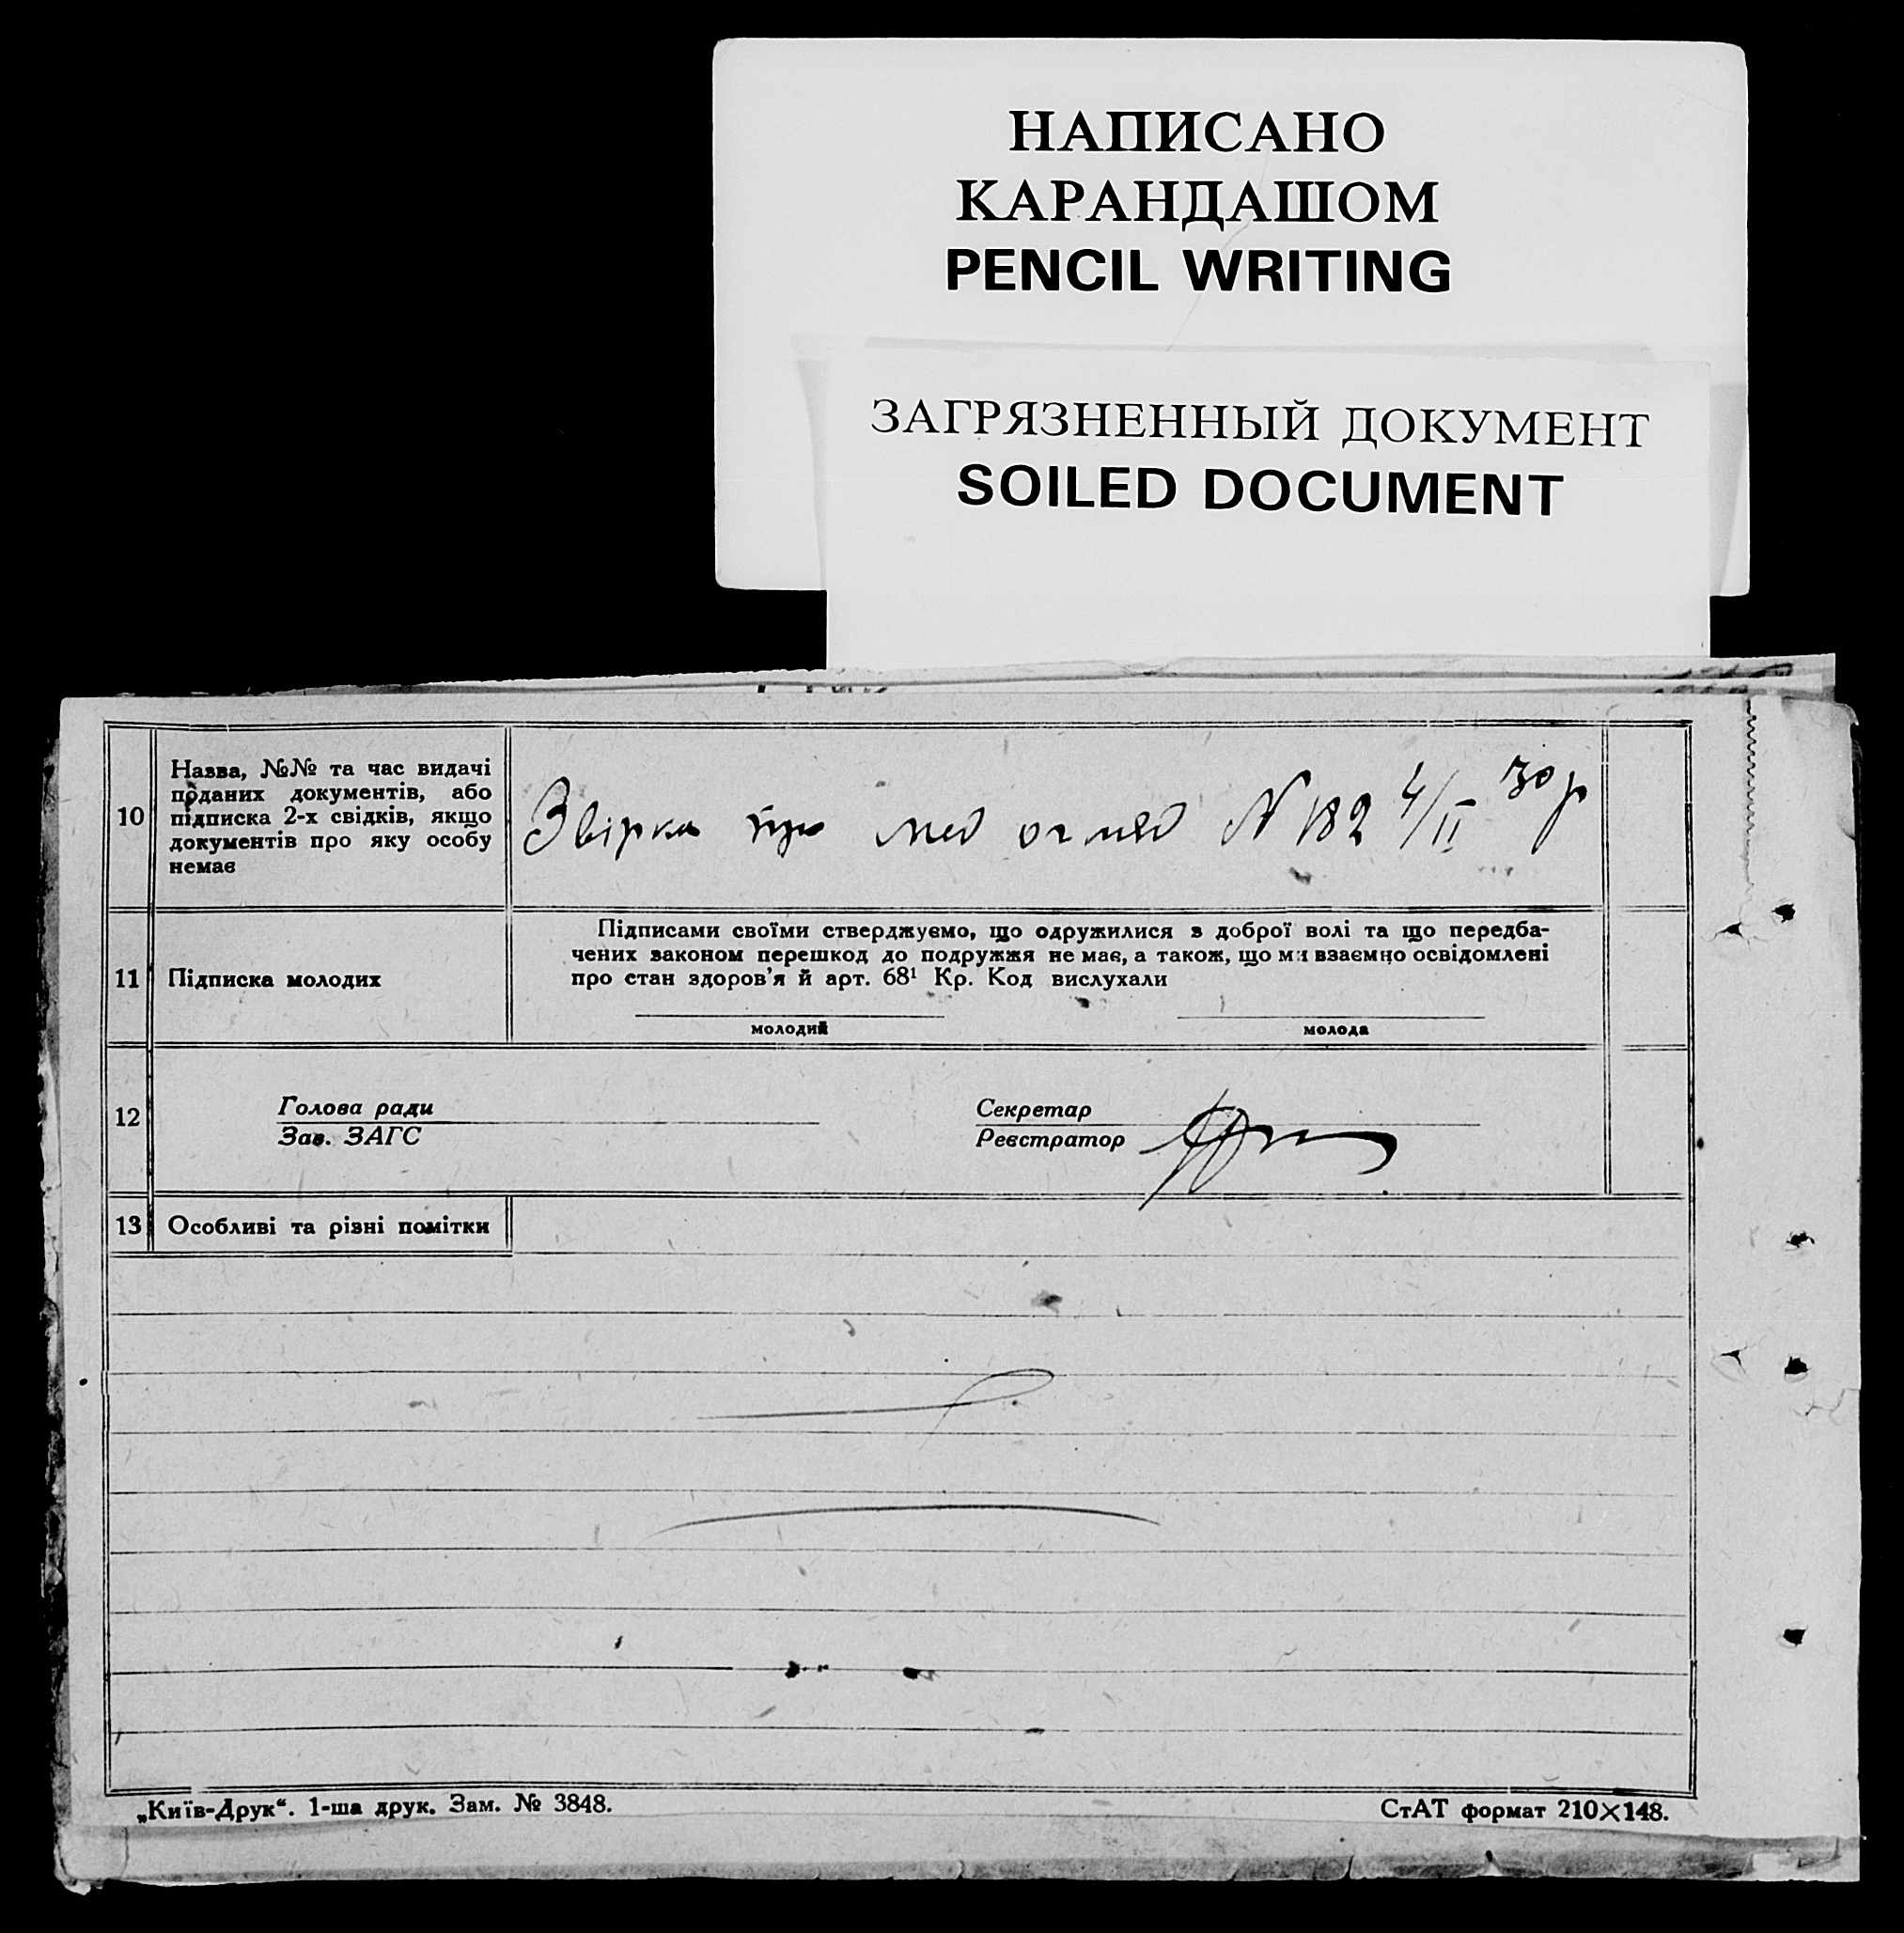 НАПИСАНО
КАРАНДАШОМ
PENCIL WRITING
ЗАГРЯЗНЕННЫЙ ДОКУМЕНТ
SOILED DOCUMENT
10
Назва, №№ та час видачі
поданих документів, або
підписка 2-х свідків, якщо
документів про яку особу
немає
Звірка про мед огляд N 182 4/II 30 р
11
Підписка молодих
Підписами своїми стверджуємо, що одружилися з доброї волі та що передба-
чених законом перешкод до подружжя не має, а також, що ми взаємно освідомлені
про стан здоров'я й арт. 68¹ Кр. Код вислухали
молодий
молода
12
Голова ради
Зав. ЗАГС
Секретар
Реєстратор
13
Особливі та різні помітки
„Київ-Друк“. 1-ша друк. Зам. № 3848.
СтАТ формат 210×148.